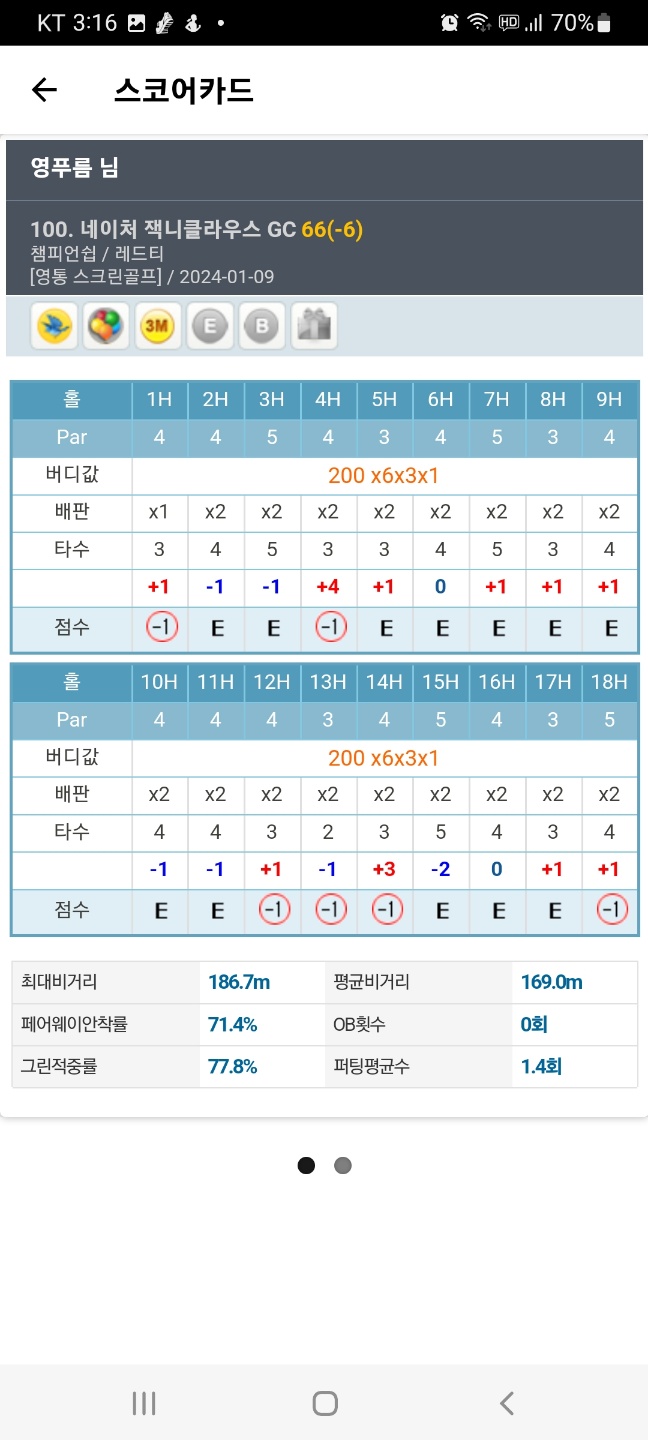 KT 3:16 HD 70%
스코어카드
영푸름 님
100. 네이처 잭니클라우스 GC 66(-6)
챔피언쉽 / 레드티
[영통 스크린골프] / 2024-01-09
3M E B
홀 1H 2H 3H 4H 5H 6H 7H 8H 9H
Par 4 4 5 4 3 4 5 3 4
버디값 200 x6x3x1
배판 x1 x2 x2 x2 x2 x2 x2 x2 x2
타수 3 4 5 3 3 4 5 3 4
+1 -1 -1 +4 +1 0 +1 +1 +1
점수 -1 E E -1 E E E E E
홀 10H 11H 12H 13H 14H 15H 16H 17H 18H
Par 4 4 4 3 4 5 4 3 5
버디값 200 x6x3x1
배판 x2 x2 x2 x2 x2 x2 x2 x2 x2
타수 4 4 3 2 3 5 4 3 4
-1 -1 +1 -1 +3 -2 0 +1 +1
점수 E E -1 -1 -1 E E E -1
최대비거리 186.7m 평균비거리 169.0m
페어웨이안착률 71.4% OB횟수 0회
그린적중률 77.8% 퍼팅평균수 1.4회